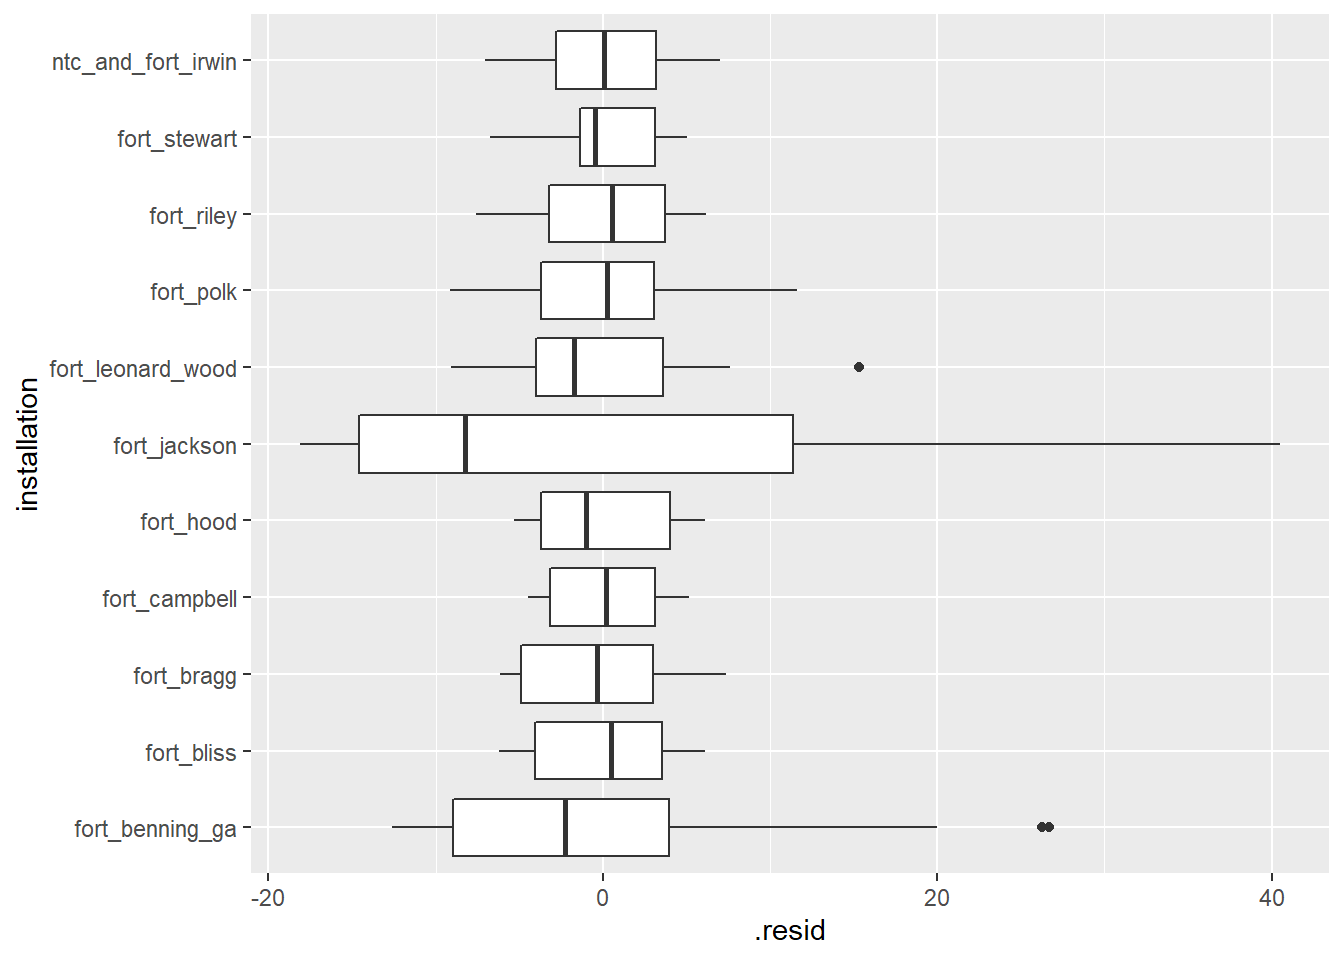 ntc_and_fort_irwin
fort_stewart
fort_riley
fort_polk
fort_leonard_wood
fort_jackson
fort_hood
fort_campbell
fort_bragg
fort_bliss
fort_benning_ga
installation
-20 0 20 40
.resid